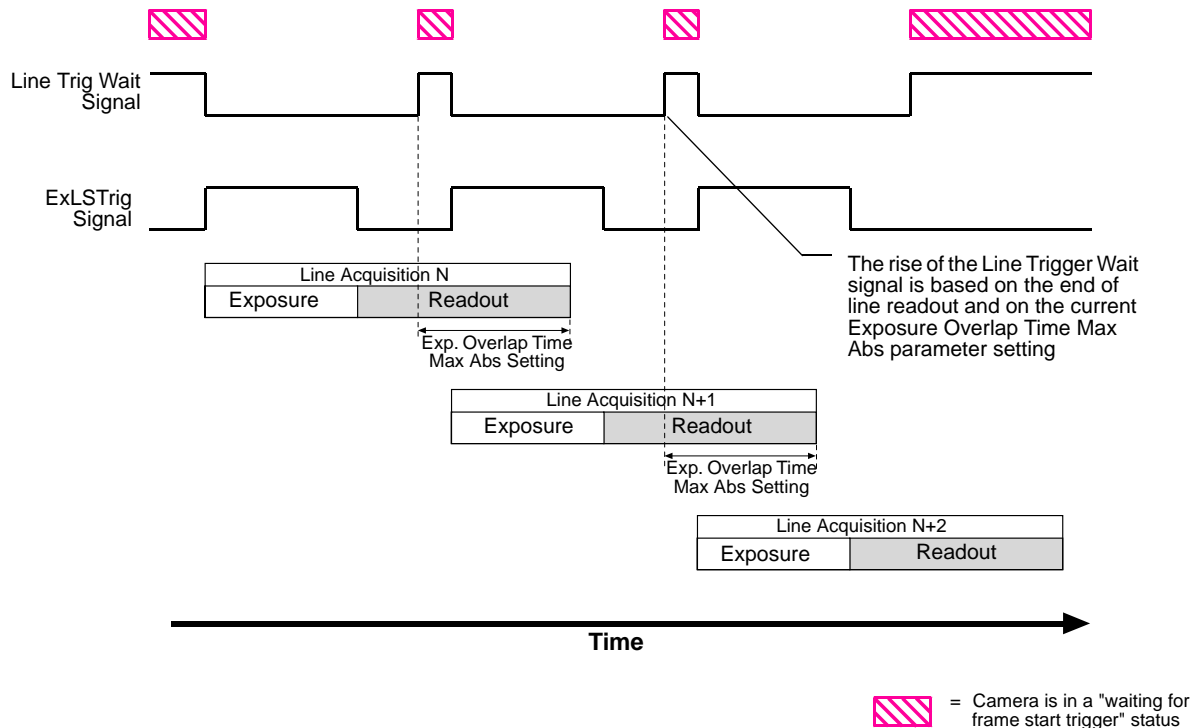 Line Trig Wait
Signal
ExLSTrig
Signal
The rise of the Line Trigger Wait
signal is based on the end of
line readout and on the current
Exposure Overlap Time Max
Abs parameter setting
Line Acquisition N
Exposure
Readout
Exp. Overlap Time
Max Abs Setting
Line Acquisition N+1
Exposure
Readout
Exp. Overlap Time
Max Abs Setting
Line Acquisition N+2
Exposure
Readout
Time
= Camera is in a "waiting for
frame start trigger" status